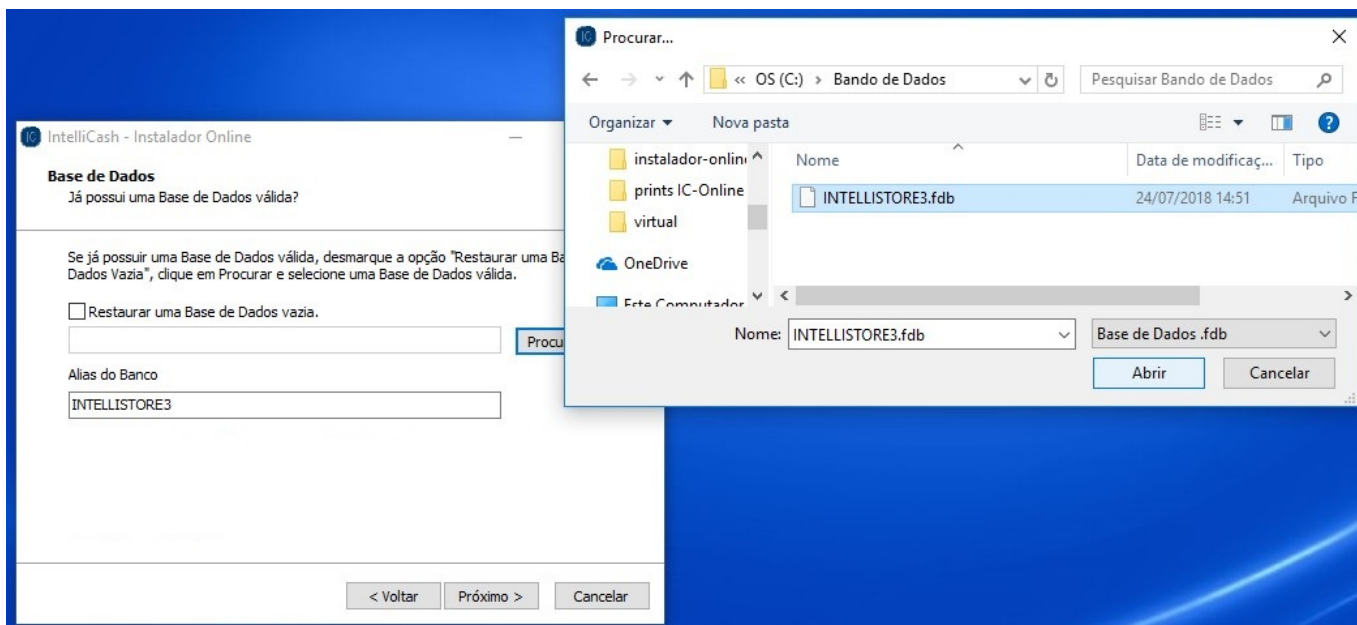 Procurar...
« OS (C:) › Bando de Dados
Pesquisar Bando de Dados
Organizar
Nova pasta
instalador-onlin
prints IC-Online
virtual
OneDrive
Este Computador
Nome
Data de modificaç...
Tipo
INTELLISTORE3.fdb
24/07/2018 14:51
Arquivo F
Nome:
INTELLISTORE3.fdb
Base de Dados .fdb
Abrir
Cancelar
IntelliCash - Instalador Online
Base de Dados
Já possui uma Base de Dados válida?
Se já possuir uma Base de Dados válida, desmarque a opção "Restaurar uma Ba
Dados Vazia", clique em Procurar e selecione uma Base de Dados válida.
Restaurar uma Base de Dados vazia.
Procu
Alias do Banco
INTELLISTORE3
< Voltar
Próximo >
Cancelar